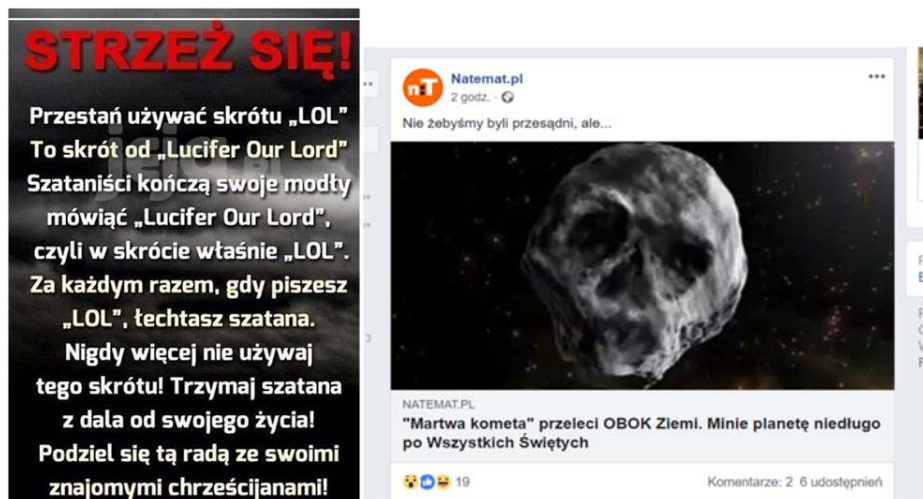 STRZEŻ SIĘ!
Przestań używać skrótu „LOL”
To skrót od „Lucifer Our Lord”
Szataniści kończą swoje modły
mówiąc „Lucifer Our Lord”,
czyli w skrócie właśnie „LOL”.
Za każdym razem, gdy piszesz
„LOL”, łechtasz szatana.
Nigdy więcej nie używaj
tego skrótu! Trzymaj szatana
z dala od swojego życia!
Podziel się tą radą ze swoimi
znajomymi chrześcijanami!
n:T
Natemat.pl
2 godz.
Nie żebyśmy byli przesądni, ale...
NATEMAT.PL
"Martwa kometa" przeleci OBOK Ziemi. Minie planetę niedługo
po Wszystkich Świętych
19
Komentarze: 2 6 udostępnień